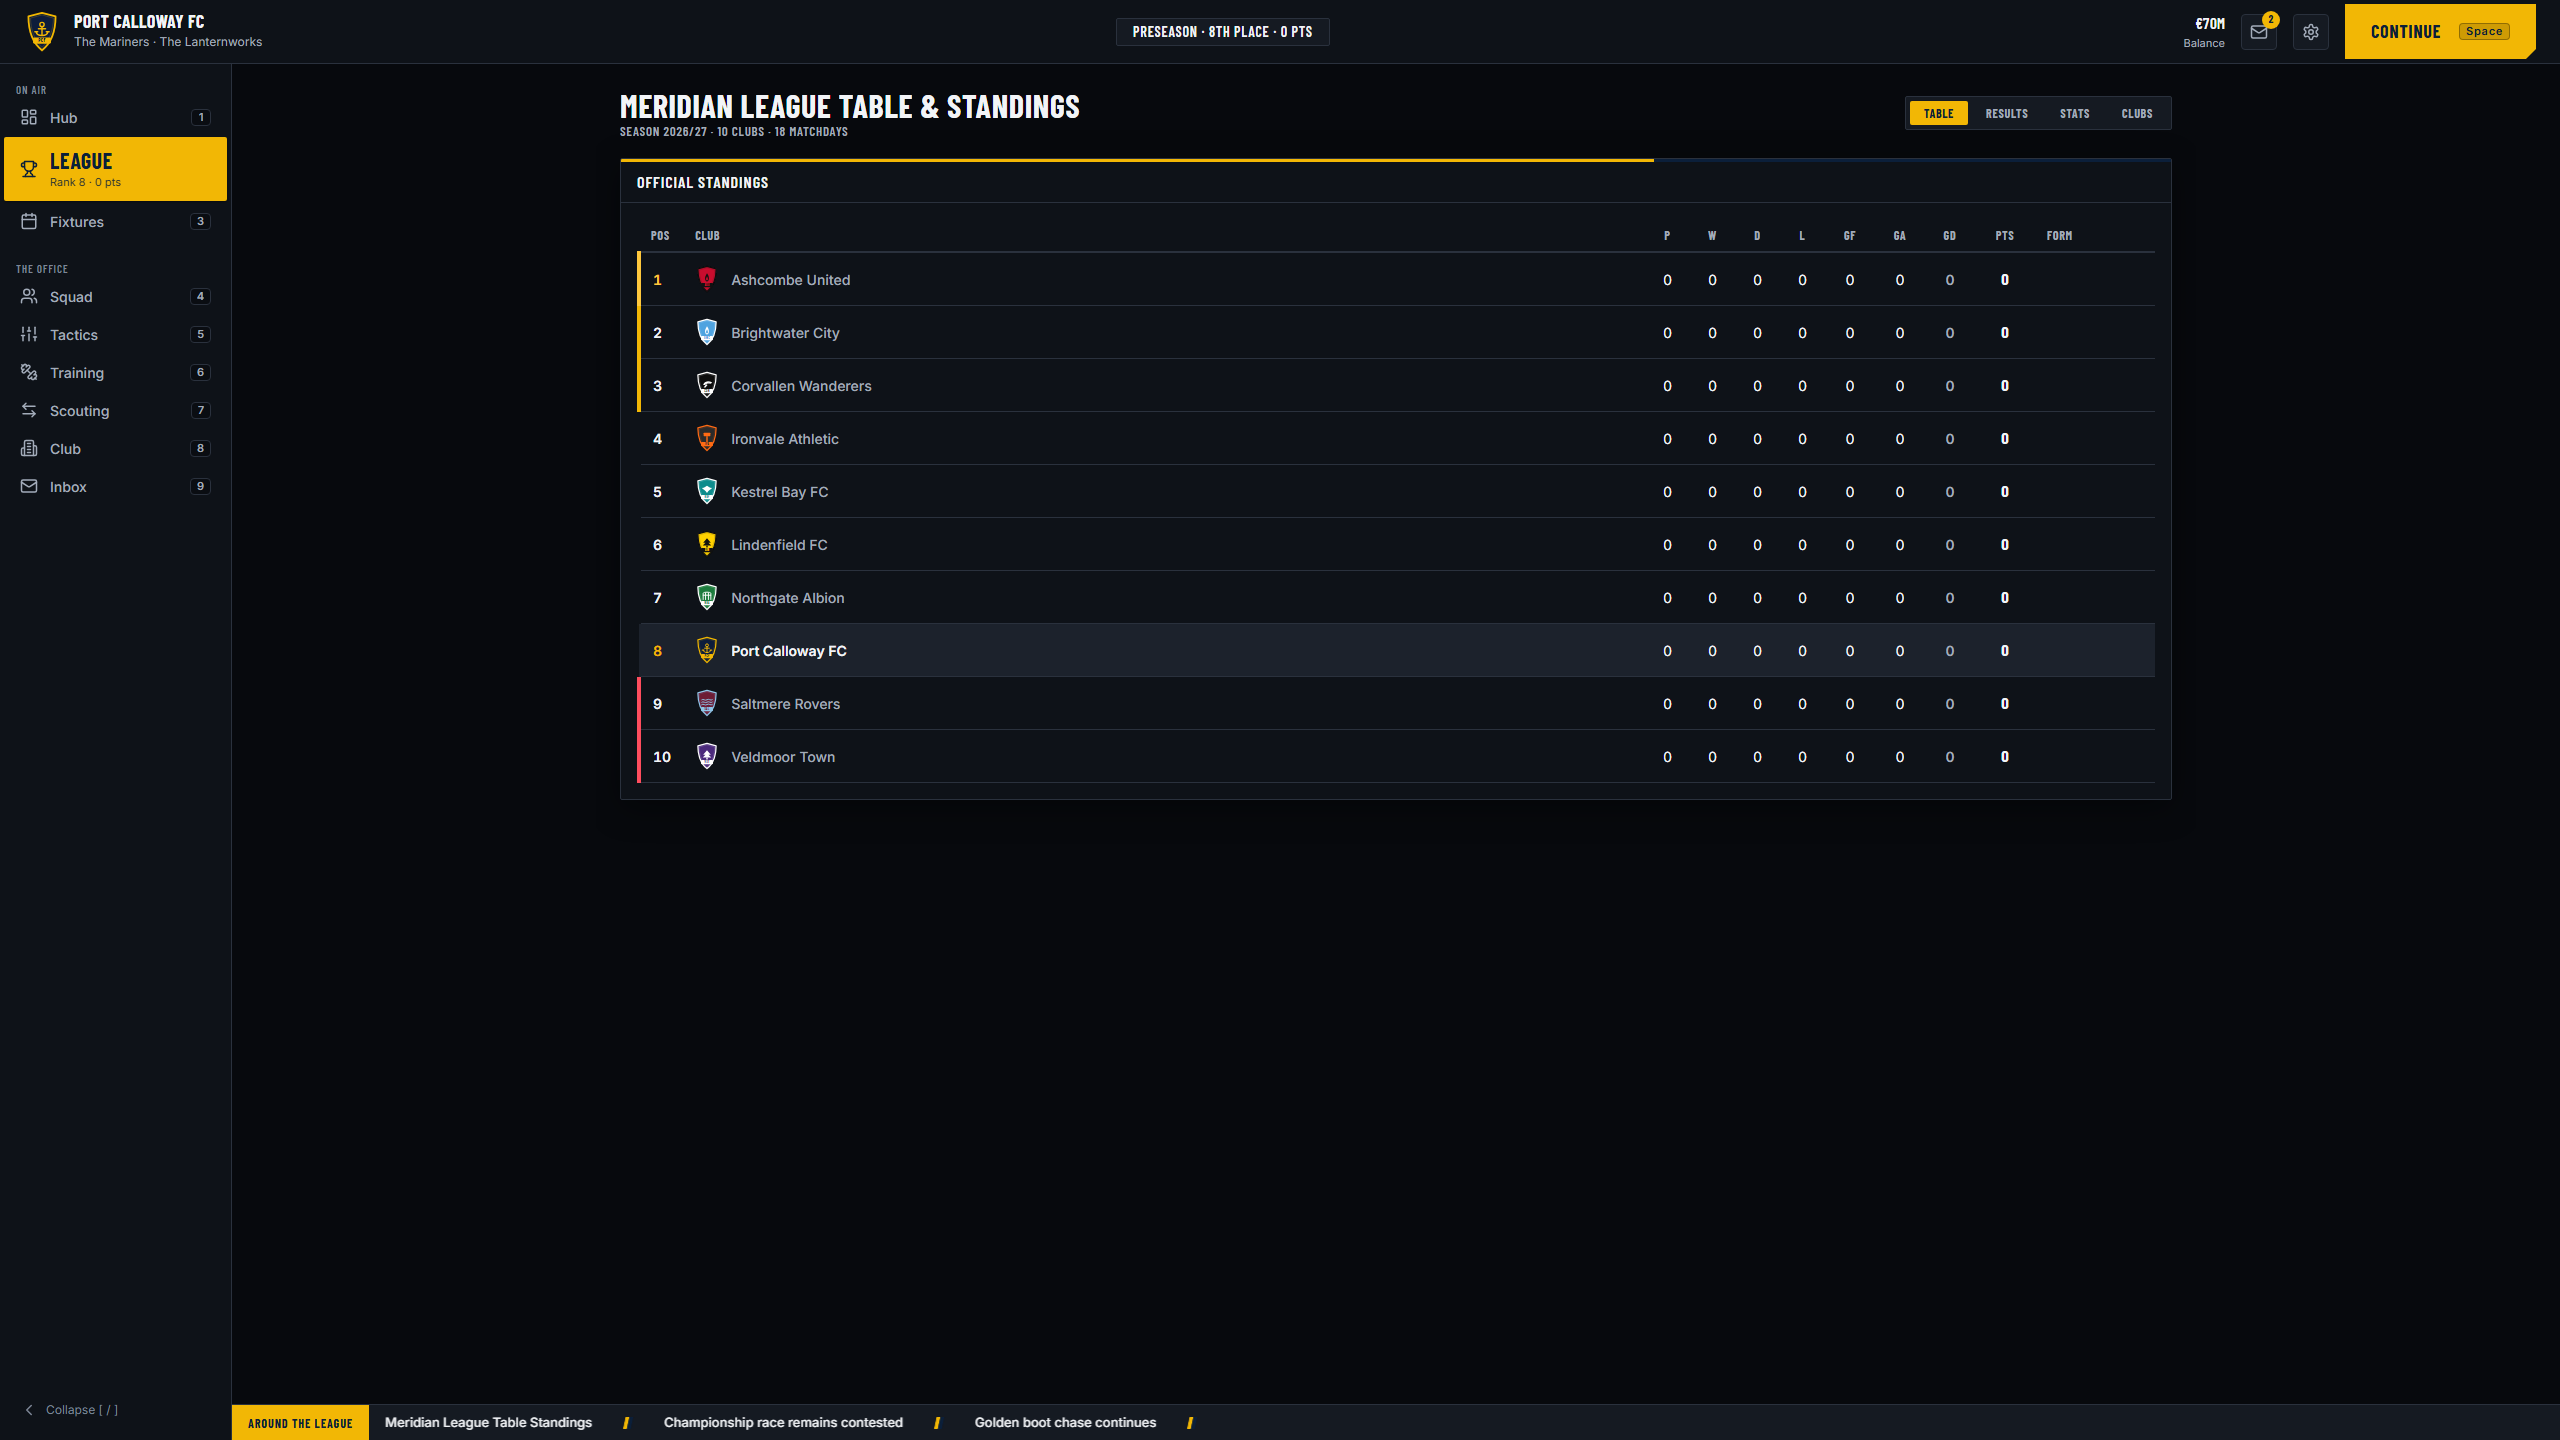 PORT CALLOWAY FC
The Mariners · The Lanternworks
PRESEASON · 8TH PLACE · 0 PTS
€70M
Balance
2
CONTINUE Space
ON AIR
Hub 1
LEAGUE
Rank 8 · 0 pts
Fixtures 3
THE OFFICE
Squad 4
Tactics 5
Training 6
Scouting 7
Club 8
Inbox 9
Collapse [ / ]
MERIDIAN LEAGUE TABLE & STANDINGS
SEASON 2026/27 · 10 CLUBS · 18 MATCHDAYS
TABLE RESULTS STATS CLUBS
OFFICIAL STANDINGS
POS CLUB P W D L GF GA GD PTS FORM
1 Ashcombe United 0 0 0 0 0 0 0 0
2 Brightwater City 0 0 0 0 0 0 0 0
3 Corvallen Wanderers 0 0 0 0 0 0 0 0
4 Ironvale Athletic 0 0 0 0 0 0 0 0
5 Kestrel Bay FC 0 0 0 0 0 0 0 0
6 Lindenfield FC 0 0 0 0 0 0 0 0
7 Northgate Albion 0 0 0 0 0 0 0 0
8 Port Calloway FC 0 0 0 0 0 0 0 0
9 Saltmere Rovers 0 0 0 0 0 0 0 0
10 Veldmoor Town 0 0 0 0 0 0 0 0
AROUND THE LEAGUE Meridian League Table Standings / Championship race remains contested / Golden boot chase continues /